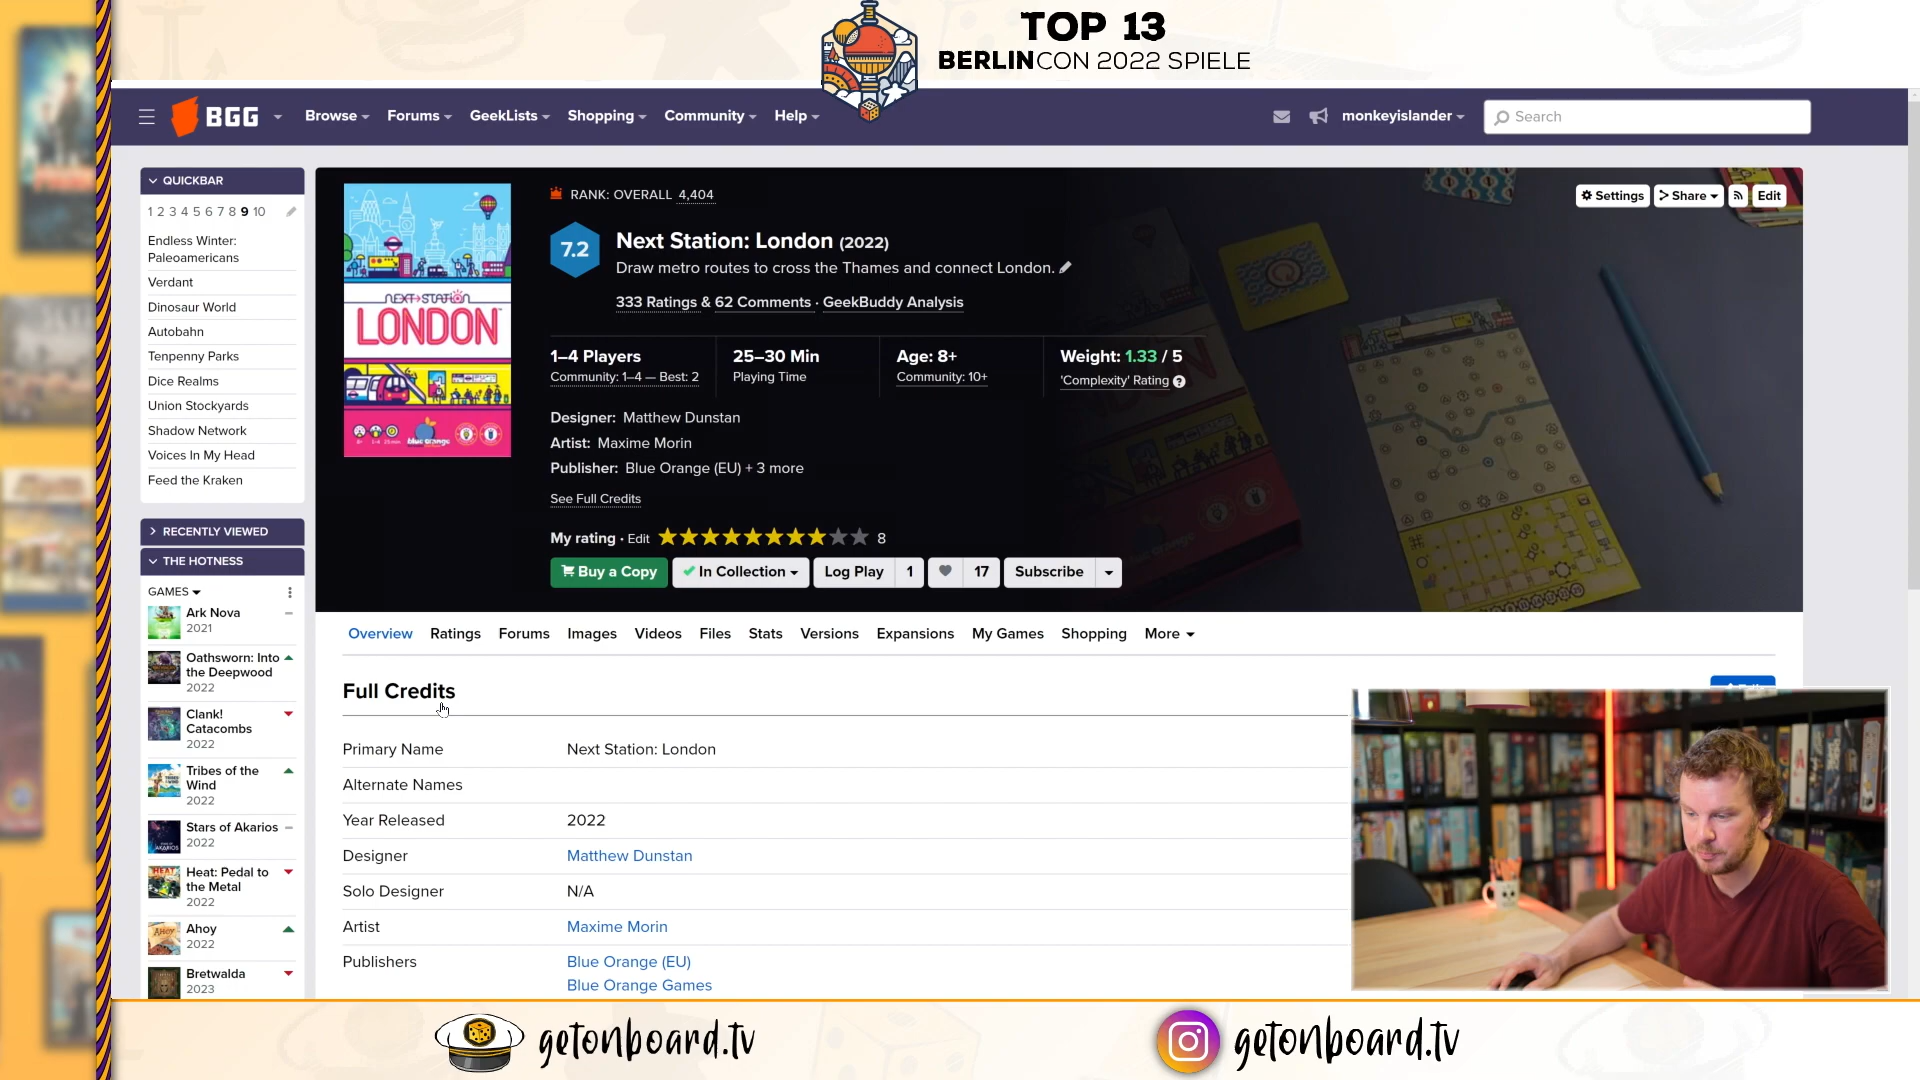 TOP 13
BERLINCON 2022 SPIELE
BGG
Browse
Forums
GeekLists
Shopping
Community
Help
monkeyislander
Search
QUICKBAR
1 2 3 4 5 6 7 8 9 10
Endless Winter:
Paleoamericans
Verdant
Dinosaur World
Autobahn
Tenpenny Parks
Dice Realms
Union Stockyards
Shadow Network
Voices In My Head
Feed the Kraken
RECENTLY VIEWED
THE HOTNESS
GAMES
Ark Nova
2021
Oathsworn: Into
the Deepwood
2022
Clank!
Catacombs
2022
Tribes of the
Wind
2022
Stars of Akarios
2022
Heat: Pedal to
the Metal
2022
Ahoy
2022
Bretwalda
2023
NEXT STATION
LONDON
blue orange
RANK: OVERALL 4,404
Settings
Share
Edit
7.2
Next Station: London (2022)
Draw metro routes to cross the Thames and connect London.
333 Ratings & 62 Comments · GeekBuddy Analysis
1–4 Players
Community: 1–4 — Best: 2
25–30 Min
Playing Time
Age: 8+
Community: 10+
Weight: 1.33 / 5
'Complexity' Rating ?
Designer: Matthew Dunstan
Artist: Maxime Morin
Publisher: Blue Orange (EU) + 3 more
See Full Credits
My rating · Edit 8
Buy a Copy
In Collection
Log Play 1
17
Subscribe
Overview
Ratings
Forums
Images
Videos
Files
Stats
Versions
Expansions
My Games
Shopping
More
Full Credits
Primary Name Next Station: London
Alternate Names
Year Released 2022
Designer Matthew Dunstan
Solo Designer N/A
Artist Maxime Morin
Publishers Blue Orange (EU)
Blue Orange Games
getonboard.tv
getonboard.tv